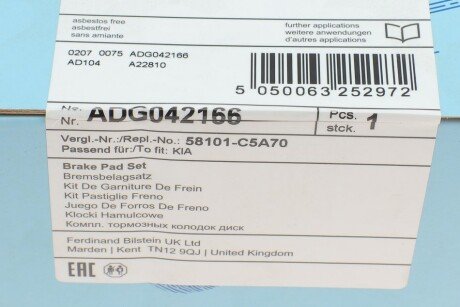 asbestos free
asbestfrei
sans amiante
further applications
weitere anwendungen
d'autres applications
0207 0075 ADG042166
AD104 A22810
5 050063 252972
Nr. ADG042166
Pcs.
stck. 1
Vergl.-Nr.:/Repl.-No.: 58101-C5A70
Passend für:/To fit: KIA
Brake Pad Set
Bremsbelagsatz
Kit De Garniture De Frein
Kit Pastiglie Freno
Juego De Forros De Freno
Klocki Hamulcowe
Компл. тормозных колодок диск
Ferdinand Bilstein UK Ltd
Marden | Kent TN12 9QJ | United Kingdom
EAC